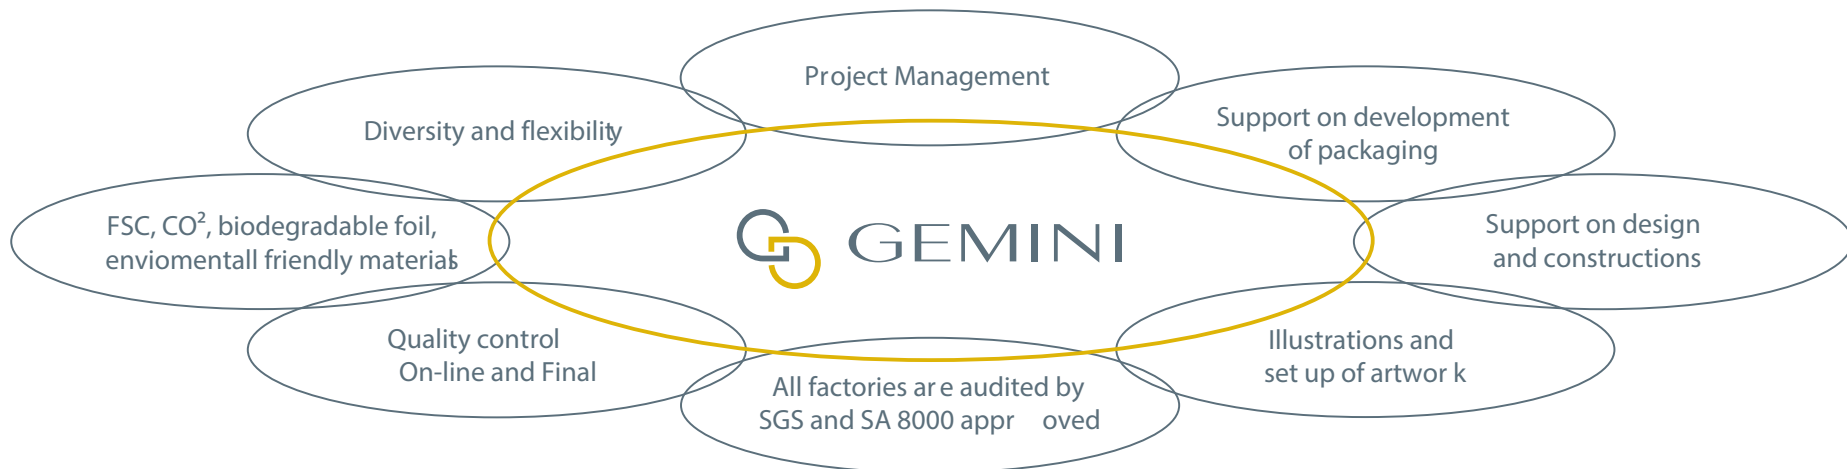 Project Management
Support on development
of packaging
Diversity and flexibility
FSC, CO², biodegradable foil,
enviomentall friendly materials
GEMINI
Support on design
and constructions
Quality control
On-line and Final
Illustrations and
set up of artwor k
All factories are audited by
SGS and SA 8000 appr oved